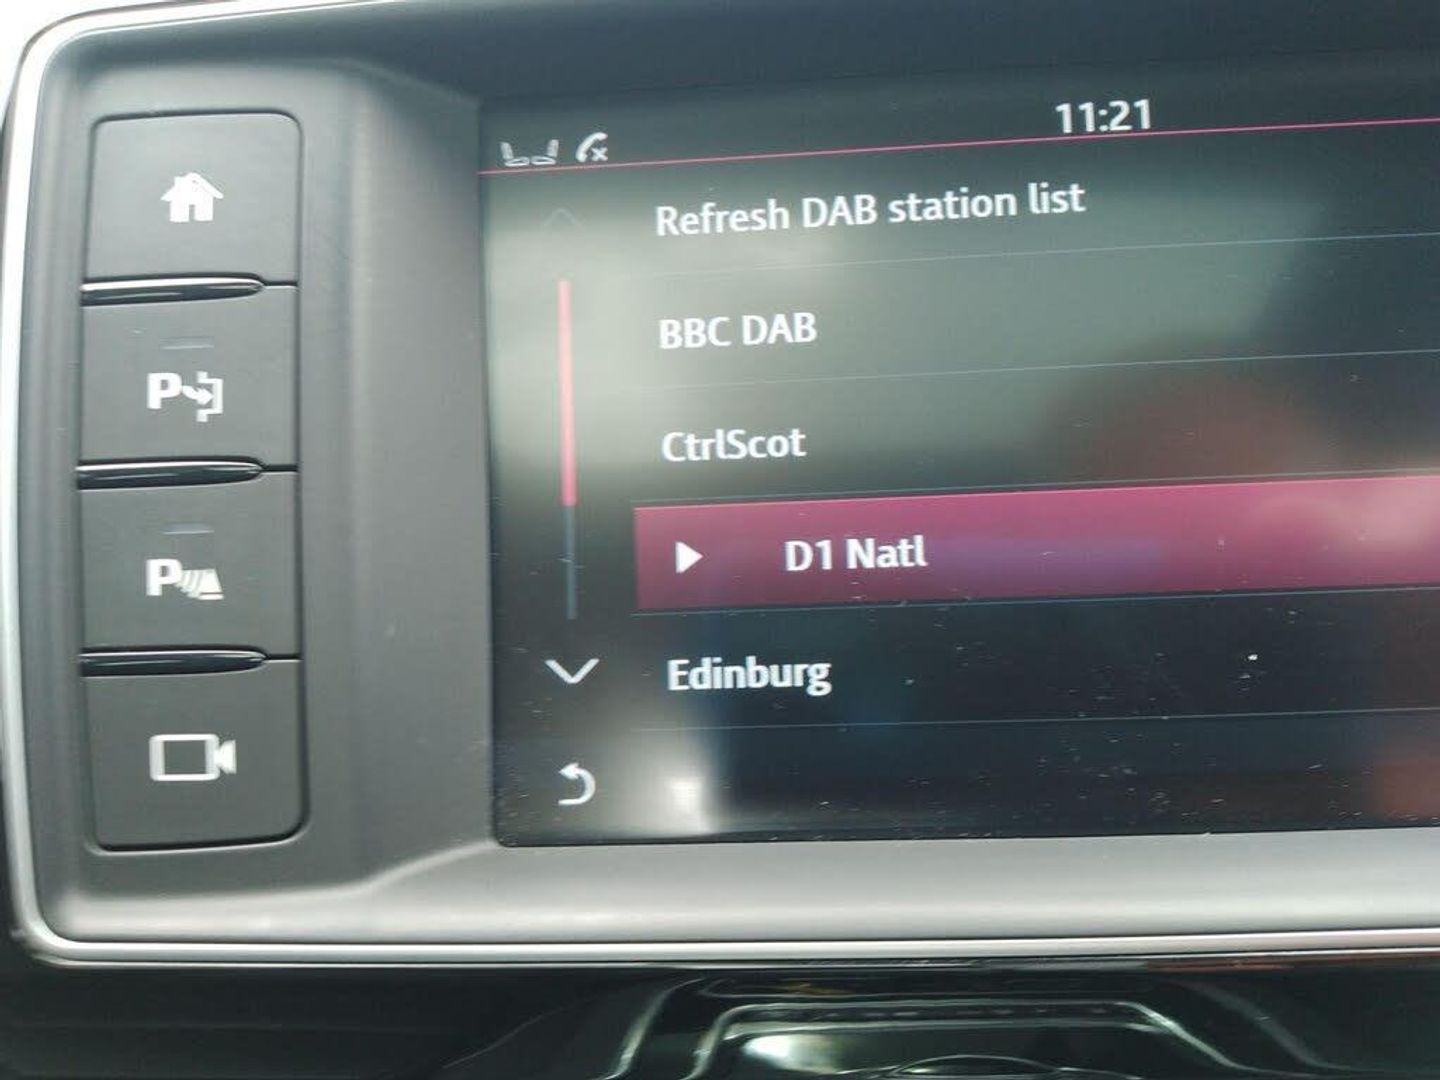 11:21
Refresh DAB station list
BBC DAB
CtrlScot
D1 Natl
Edinburg
P
P